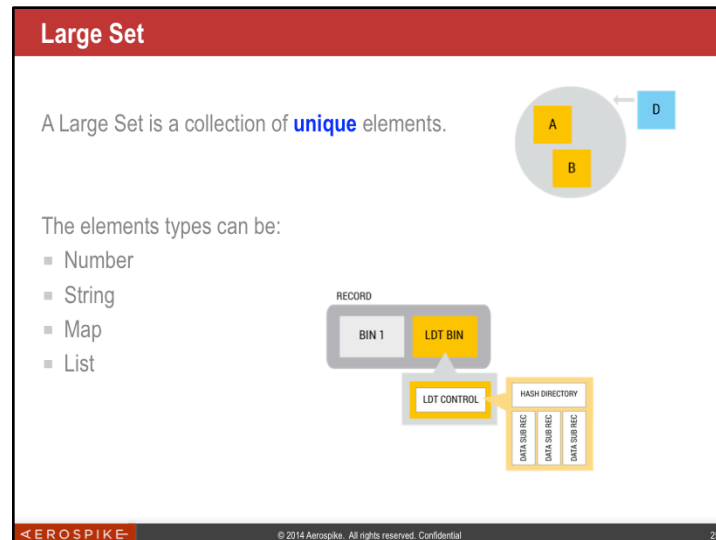 Large Set
A Large Set is a collection of unique elements.
A
B
D
The elements types can be:
Number
String
Map
List
RECORD
BIN 1
LDT BIN
LDT CONTROL
HASH DIRECTORY
DATA SUB REC
DATA SUB REC
DATA SUB REC
AEROSPIKE
© 2014 Aerospike. All rights reserved. Confidential